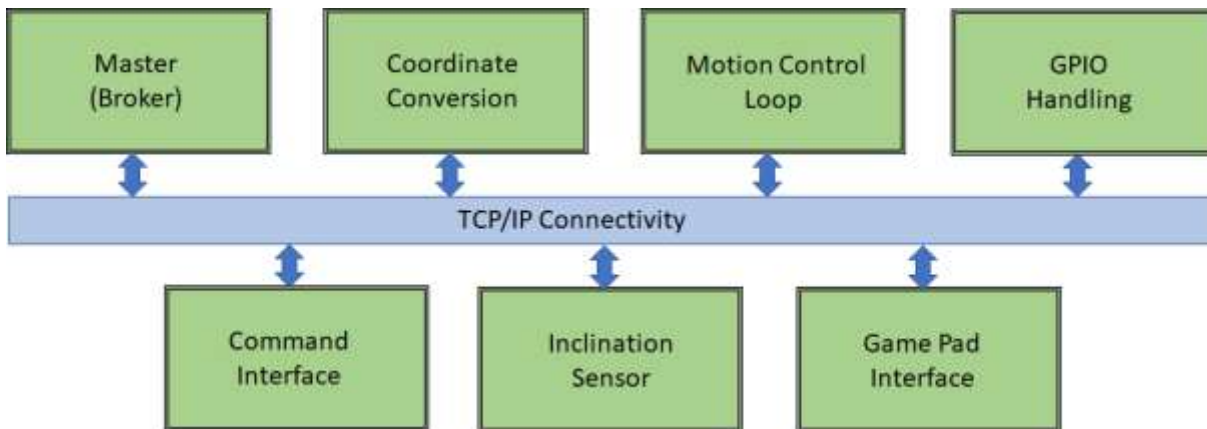 Master
(Broker)
Coordinate
Conversion
Motion Control
Loop
GPIO
Handling
TCP/IP Connectivity
Command
Interface
Inclination
Sensor
Game Pad
Interface